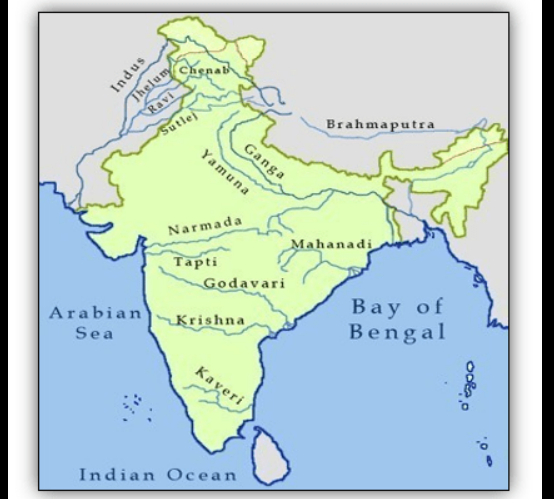 Indus
Jhelum
Chenab
Ravi
Sutlej
Brahmaputra
Ganga
Yamuna
Narmada
Mahanadi
Tapti
Godavari
Arabian
Sea
Krishna
Bay of
Bengal
Kaveri
Indian Ocean